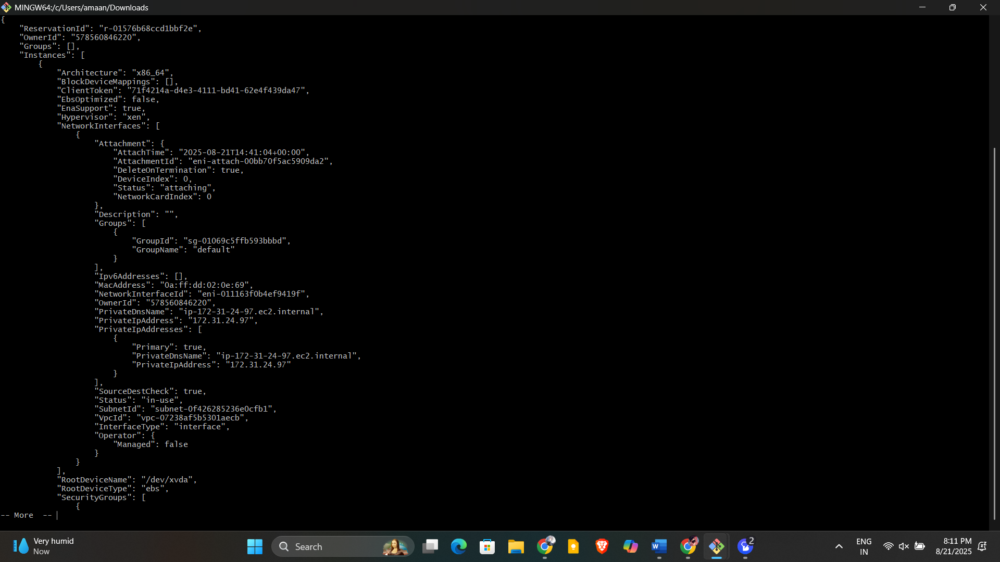 MINGW64:/c/Users/amaan/Downloads
{
    "ReservationId": "r-01576b68ccd1bbf2e",
    "OwnerId": "578560846220",
    "Groups": [],
    "Instances": [
        {
            "Architecture": "x86_64",
            "BlockDeviceMappings": [],
            "ClientToken": "71f4214a-d4e3-4111-bd41-62e4f439da47",
            "EbsOptimized": false,
            "EnaSupport": true,
            "Hypervisor": "xen",
            "NetworkInterfaces": [
                {
                    "Attachment": {
                        "AttachTime": "2025-08-21T14:41:04+00:00",
                        "AttachmentId": "eni-attach-00bb70f5ac5909da2",
                        "DeleteOnTermination": true,
                        "DeviceIndex": 0,
                        "Status": "attaching",
                        "NetworkCardIndex": 0
                    },
                    "Description": "",
                    "Groups": [
                        {
                            "GroupId": "sg-01069c5ffb593bbbd",
                            "GroupName": "default"
                        }
                    ],
                    "Ipv6Addresses": [],
                    "MacAddress": "0a:ff:dd:02:0e:69",
                    "NetworkInterfaceId": "eni-011163f0b4ef9419f",
                    "OwnerId": "578560846220",
                    "PrivateDnsName": "ip-172-31-24-97.ec2.internal",
                    "PrivateIpAddress": "172.31.24.97",
                    "PrivateIpAddresses": [
                        {
                            "Primary": true,
                            "PrivateDnsName": "ip-172-31-24-97.ec2.internal",
                            "PrivateIpAddress": "172.31.24.97"
                        }
                    ],
                    "SourceDestCheck": true,
                    "Status": "in-use",
                    "SubnetId": "subnet-0f426285236e0cfb1",
                    "VpcId": "vpc-07238af5b5301aecb",
                    "InterfaceType": "interface",
                    "Operator": {
                        "Managed": false
                    }
                }
            ],
            "RootDeviceName": "/dev/xvda",
            "RootDeviceType": "ebs",
            "SecurityGroups": [
                {
-- More  --
Very humid
Now
Search
2
ENG
IN
8:11 PM
8/21/2025